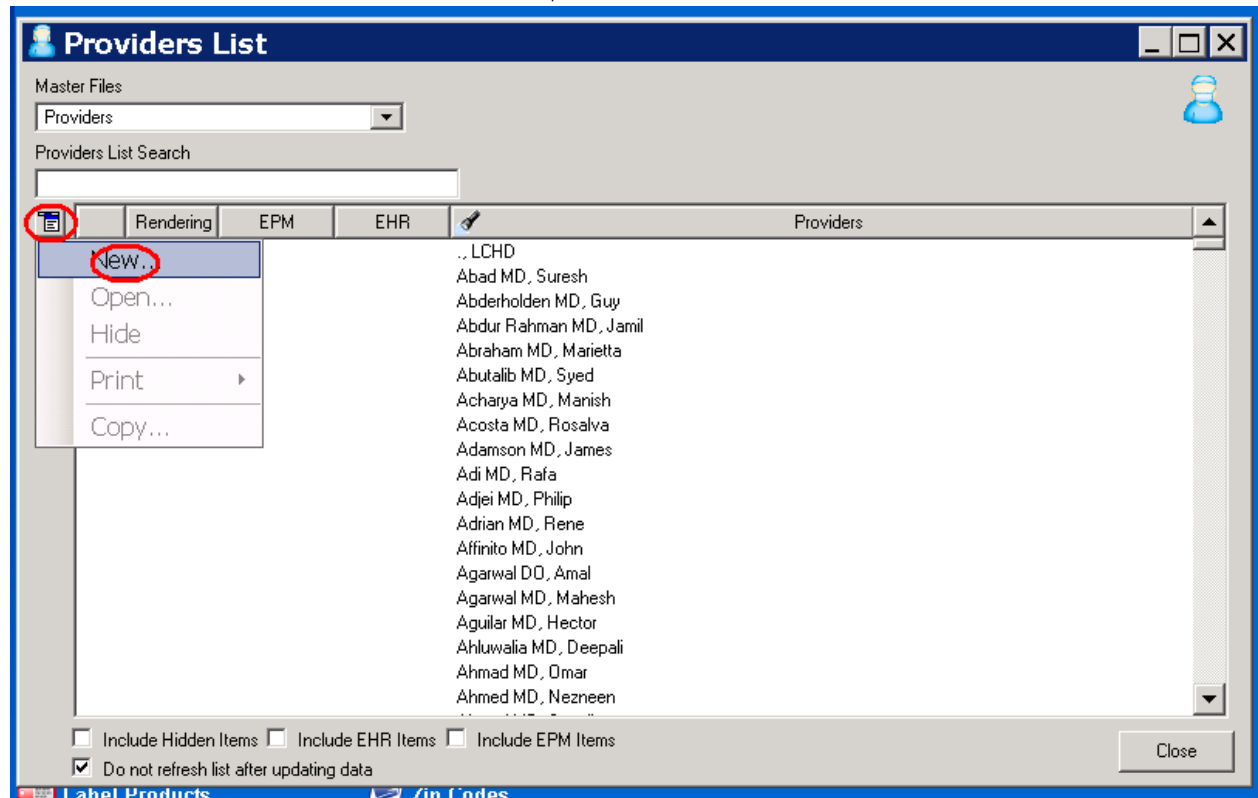 Providers List
Master Files
Providers
Providers List Search
Rendering EPM EHR Providers
New...
Open...
Hide
Print
Copy...
., LCHD
Abad MD, Suresh
Abderholden MD, Guy
Abdur Rahman MD, Jamil
Abraham MD, Marietta
Abutalib MD, Syed
Acharya MD, Manish
Acosta MD, Rosalva
Adamson MD, James
Adi MD, Rafa
Adjei MD, Philip
Adrian MD, Rene
Affinito MD, John
Agarwal DO, Amal
Agarwal MD, Mahesh
Aguilar MD, Hector
Ahluwalia MD, Deepali
Ahmad MD, Omar
Ahmed MD, Nezneen
Include Hidden Items Include EHR Items Include EPM Items
Do not refresh list after updating data
Close
Label Products Zip Codes